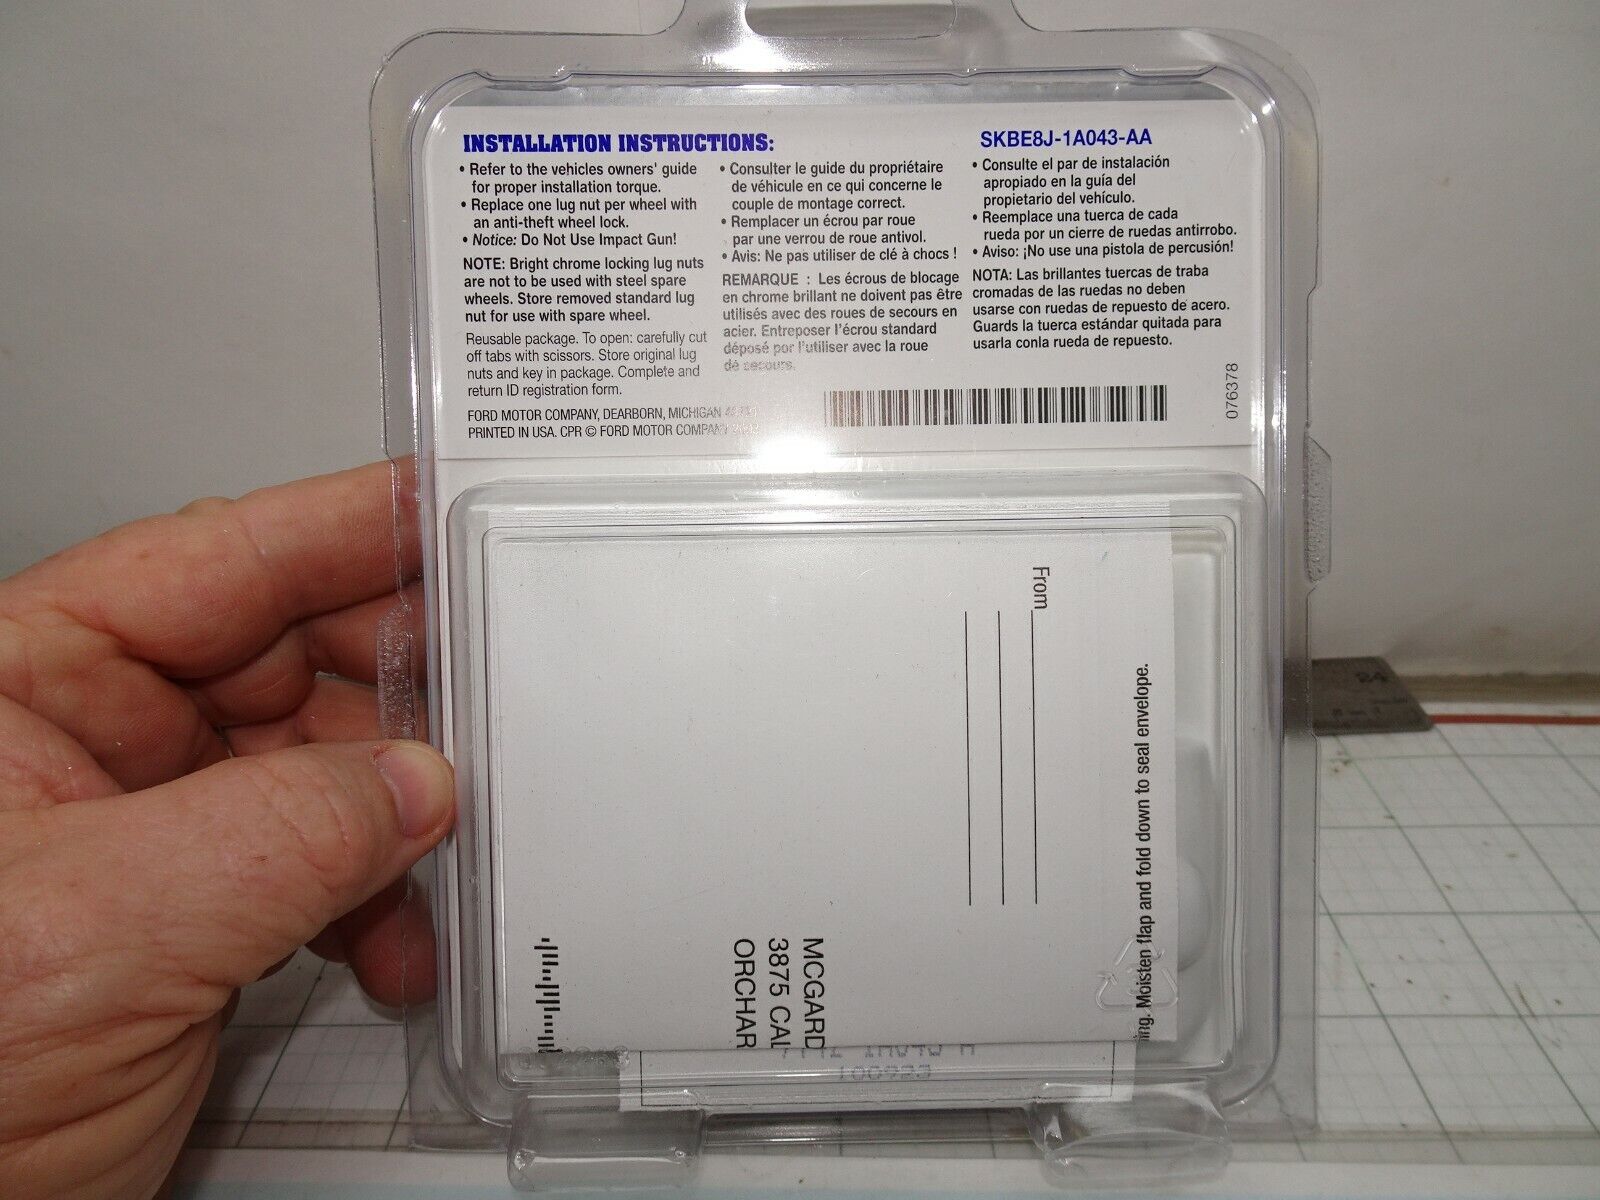 INSTALLATION INSTRUCTIONS:
• Refer to the vehicles owners' guide
for proper installation torque.
• Replace one lug nut per wheel with
an anti-theft wheel lock.
• Notice: Do Not Use Impact Gun!
NOTE: Bright chrome locking lug nuts
are not to be used with steel spare
wheels. Store removed standard lug
nut for use with spare wheel.
Reusable package. To open: carefully cut
off tabs with scissors. Store original lug
nuts and key in package. Complete and
return ID registration form.
FORD MOTOR COMPANY, DEARBORN, MICHIGAN
PRINTED IN USA. CPR © FORD MOTOR COMPANY
• Consulter le guide du propriétaire
de véhicule en ce qui concerne le
couple de montage correct.
• Remplacer un écrou par roue
par une verrou de roue antivol.
• Avis: Ne pas utiliser de clé à chocs !
REMARQUE : Les écrous de blocage
en chrome brillant ne doivent pas être
utilisés avec des roues de secours en
acier. Entreposer l'écrou standard
déposé por l'utiliser avec la roue
de secours.
SKBE8J-1A043-AA
• Consulte el par de instalación
apropiado en la guía del
propietario del vehículo.
• Reemplace una tuerca de cada
rueda por un cierre de ruedas antirrobo.
• Aviso: ¡No use una pistola de percusión!
NOTA: Las brillantes tuercas de traba
cromadas de las ruedas no deben
usarse con ruedas de repuesto de acero.
Guards la tuerca estándar quitada para
usarla conla rueda de repuesto.
076378
From
MCGARD
3875 CAL
ORCHAR
ing. Moisten flap and fold down to seal envelope.
24